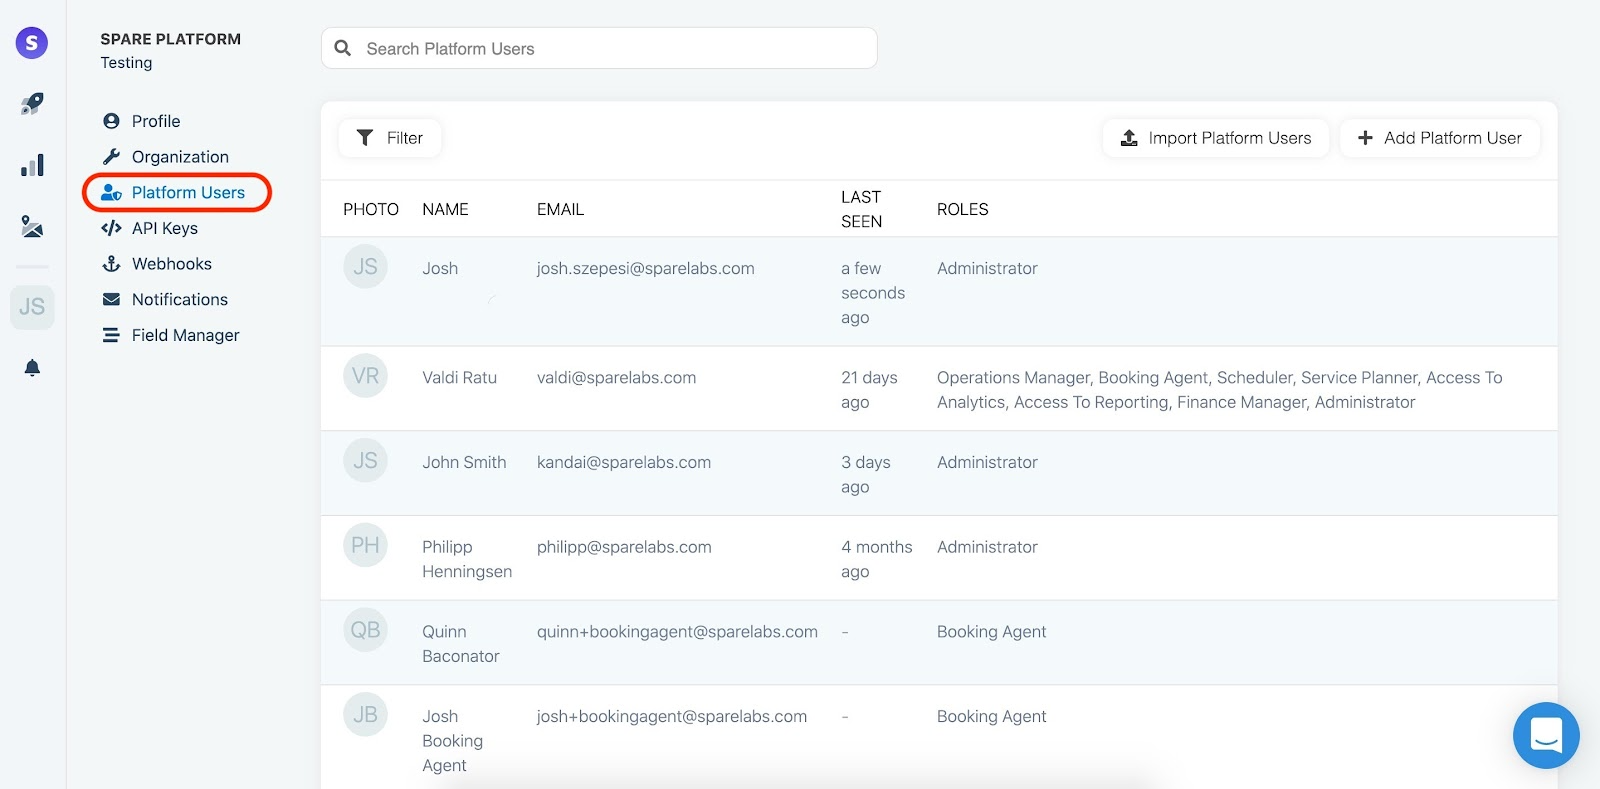 S
SPARE PLATFORM
Testing
Profile
Organization
Platform Users
API Keys
Webhooks
Notifications
Field Manager
JS
Search Platform Users
Filter
Import Platform Users
Add Platform User
PHOTO NAME EMAIL LAST SEEN ROLES
JS Josh josh.szepesi@sparelabs.com a few seconds ago Administrator
VR Valdi Ratu valdi@sparelabs.com 21 days ago Operations Manager, Booking Agent, Scheduler, Service Planner, Access To
Analytics, Access To Reporting, Finance Manager, Administrator
JS John Smith kandai@sparelabs.com 3 days ago Administrator
PH Philipp Henningsen philipp@sparelabs.com 4 months ago Administrator
QB Quinn Baconator quinn+bookingagent@sparelabs.com - Booking Agent
JB Josh Booking Agent josh+bookingagent@sparelabs.com - Booking Agent